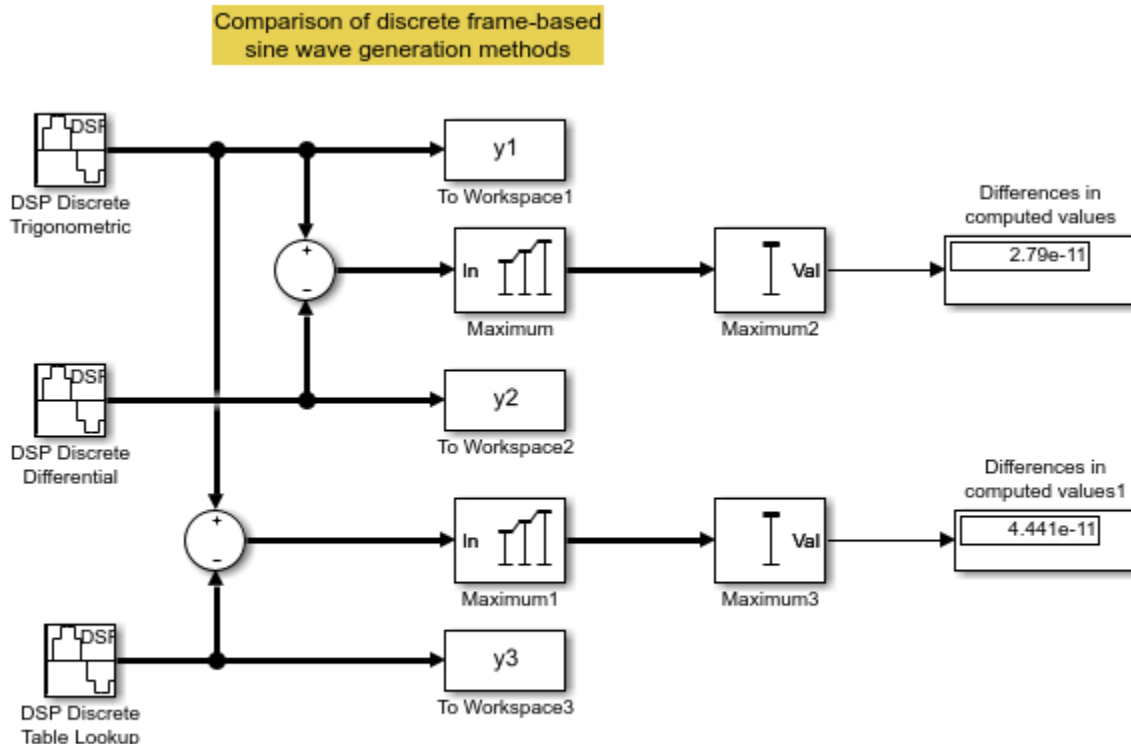 Comparison of discrete frame-based
sine wave generation methods
DSP
DSP Discrete
Trigonometric
y1
To Workspace1
+
−
In
Maximum
Val
Maximum2
Differences in
computed values
2.79e-11
DSP
DSP Discrete
Differential
y2
To Workspace2
+
−
In
Maximum1
Val
Maximum3
Differences in
computed values1
4.441e-11
DSP
DSP Discrete
Table Lookup
y3
To Workspace3